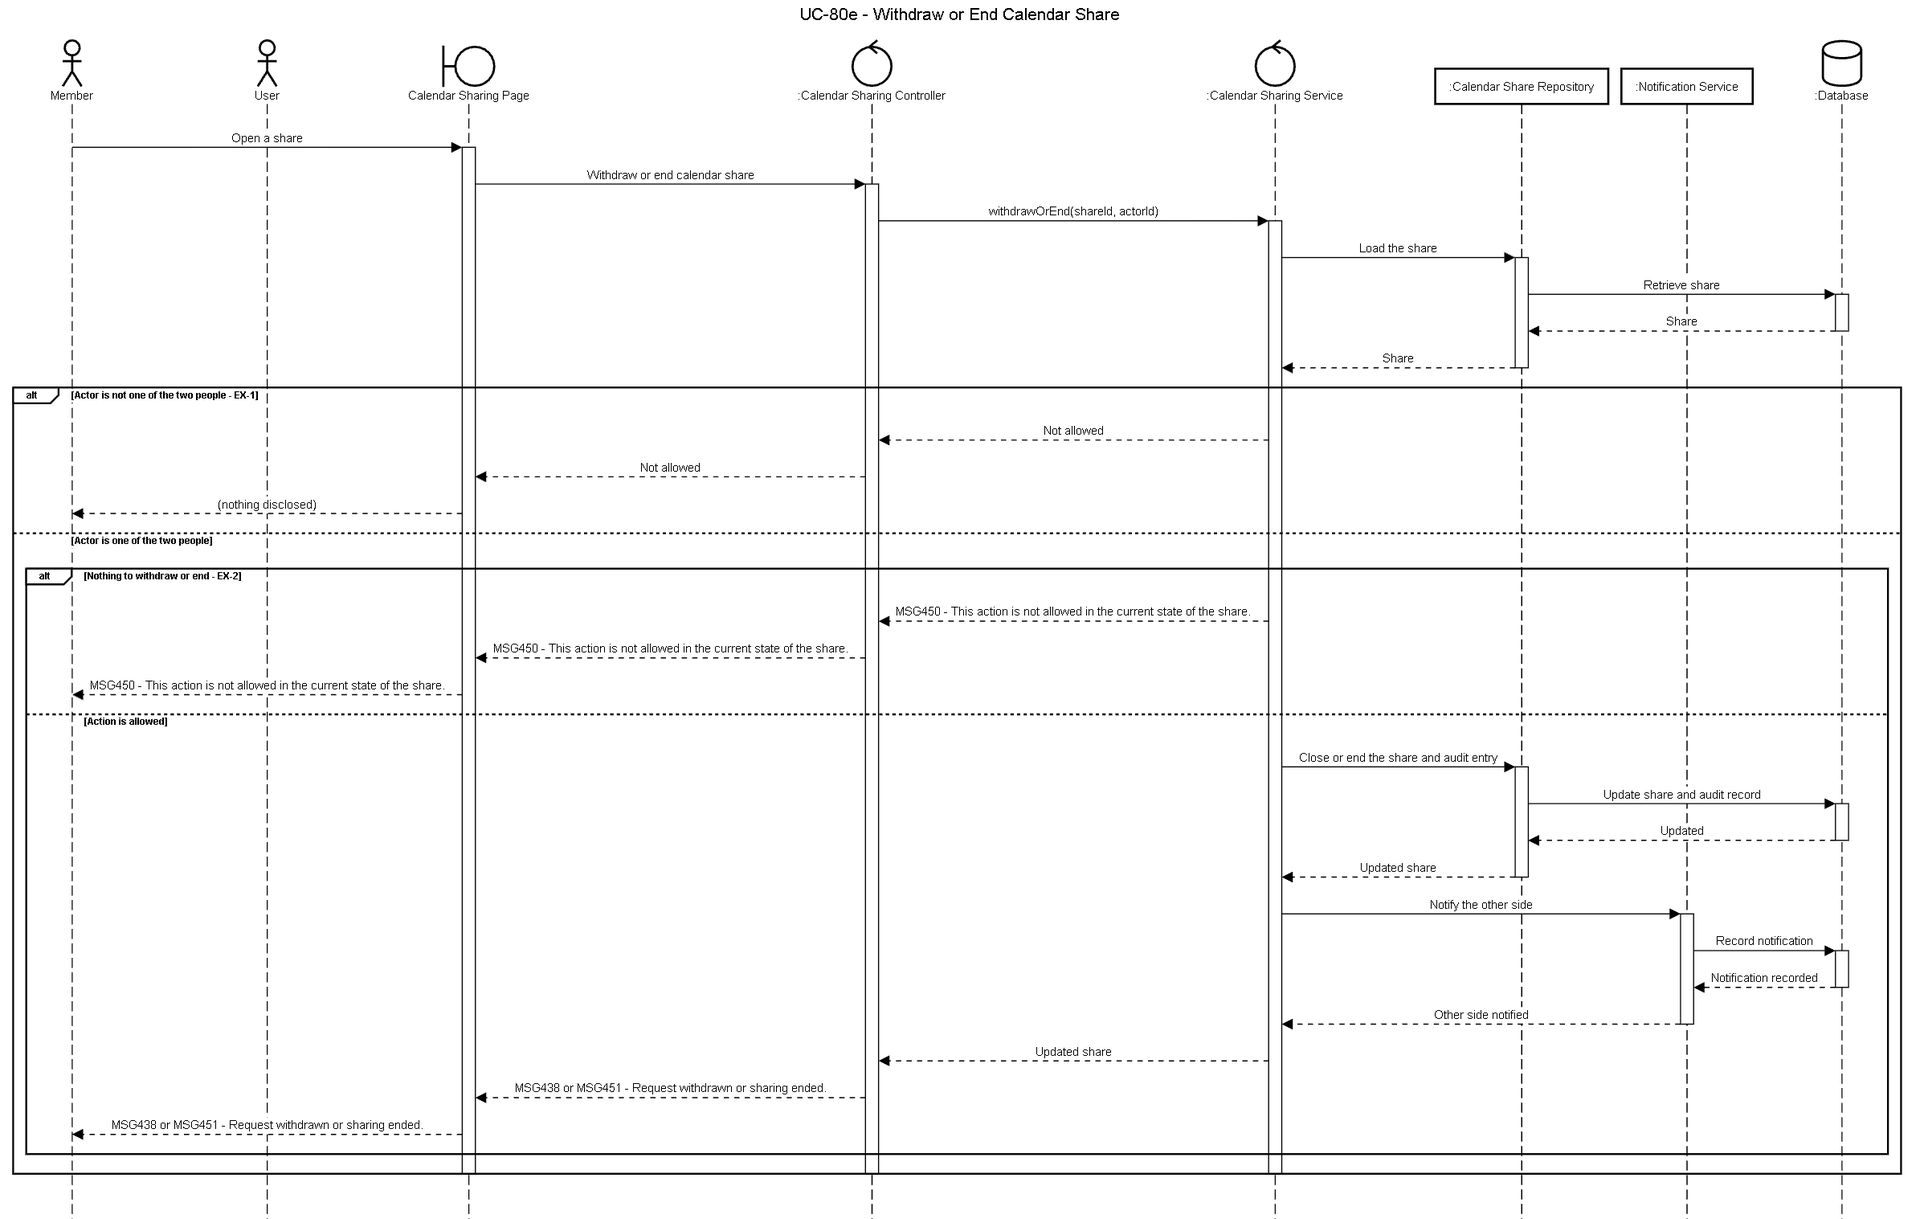 UC-80e - Withdraw or End Calendar Share
Member
User
Calendar Sharing Page
:Calendar Sharing Controller
:Calendar Sharing Service
:Calendar Share Repository
:Notification Service
:Database
Open a share
Withdraw or end calendar share
withdrawOrEnd(shareId, actorId)
Load the share
Retrieve share
Share
Share
alt
[Actor is not one of the two people - EX-1]
Not allowed
Not allowed
(nothing disclosed)
[Actor is one of the two people]
alt
[Nothing to withdraw or end - EX-2]
MSG450 - This action is not allowed in the current state of the share.
MSG450 - This action is not allowed in the current state of the share.
MSG450 - This action is not allowed in the current state of the share.
[Action is allowed]
Close or end the share and audit entry
Update share and audit record
Updated
Updated share
Notify the other side
Record notification
Notification recorded
Other side notified
Updated share
MSG438 or MSG451 - Request withdrawn or sharing ended.
MSG438 or MSG451 - Request withdrawn or sharing ended.